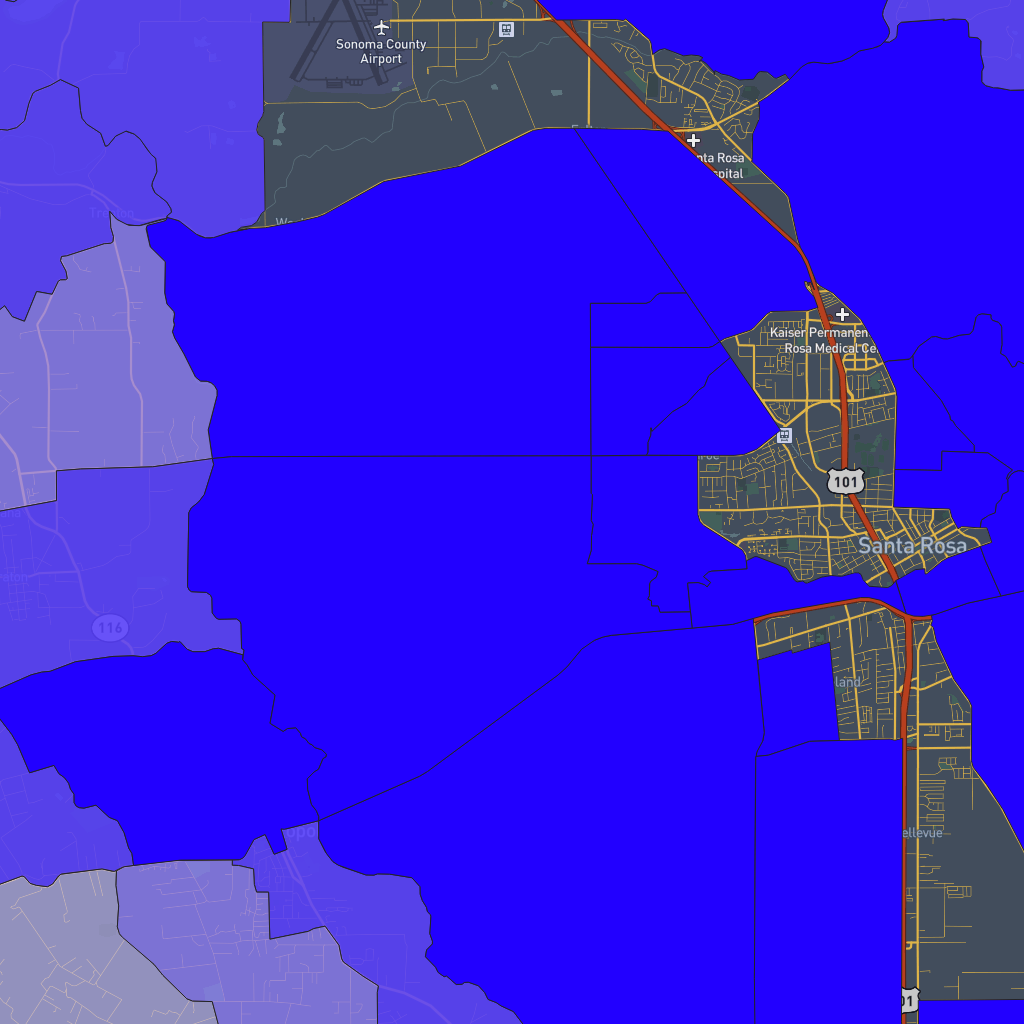 Sonoma County
Airport
nta Rosa
spital
Kaiser Permanen
Rosa Medical Ce
101
Santa Rosa
116
land
ellevue
01